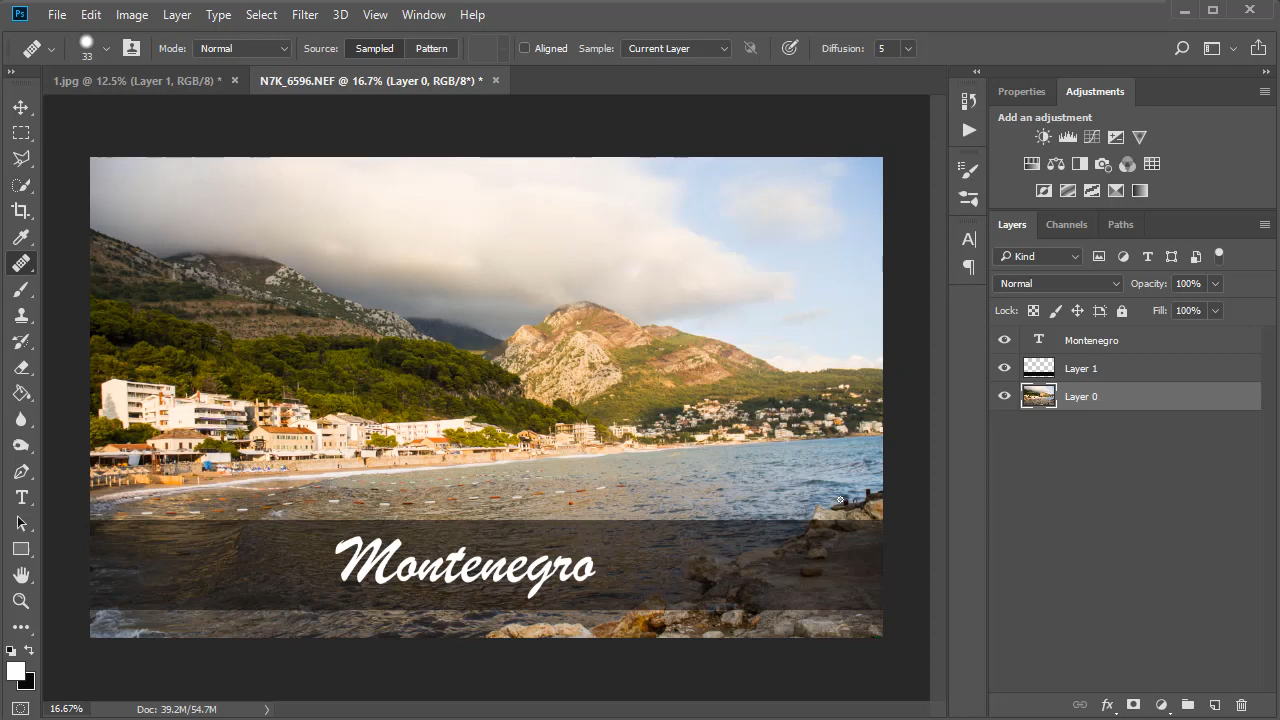 Ps File Edit Image Layer Type Select Filter 3D View Window Help
33 Mode: Normal Source: Sampled Pattern Aligned Sample: Current Layer Diffusion: 5
1.jpg @ 12.5% (Layer 1, RGB/8) * × N7K_6596.NEF @ 16.7% (Layer 0, RGB/8*) * ×
Properties Adjustments
Add an adjustment
Layers Channels Paths
Kind
Normal Opacity: 100%
Lock: Fill: 100%
T Montenegro
Layer 1
Layer 0
Montenegro
16.67% Doc: 39.2M/54.7M